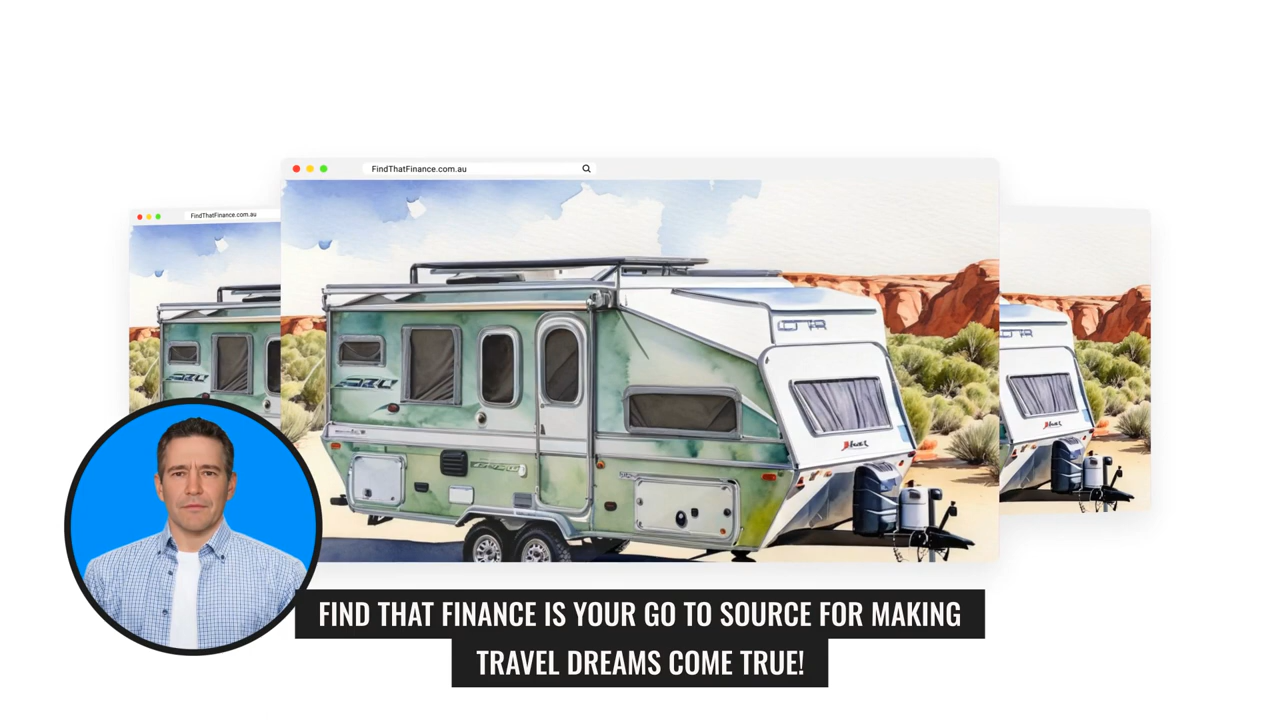 FindThatFinance.com.au
FindThatFinance.com.au
FIND THAT FINANCE IS YOUR GO TO SOURCE FOR MAKING
TRAVEL DREAMS COME TRUE!